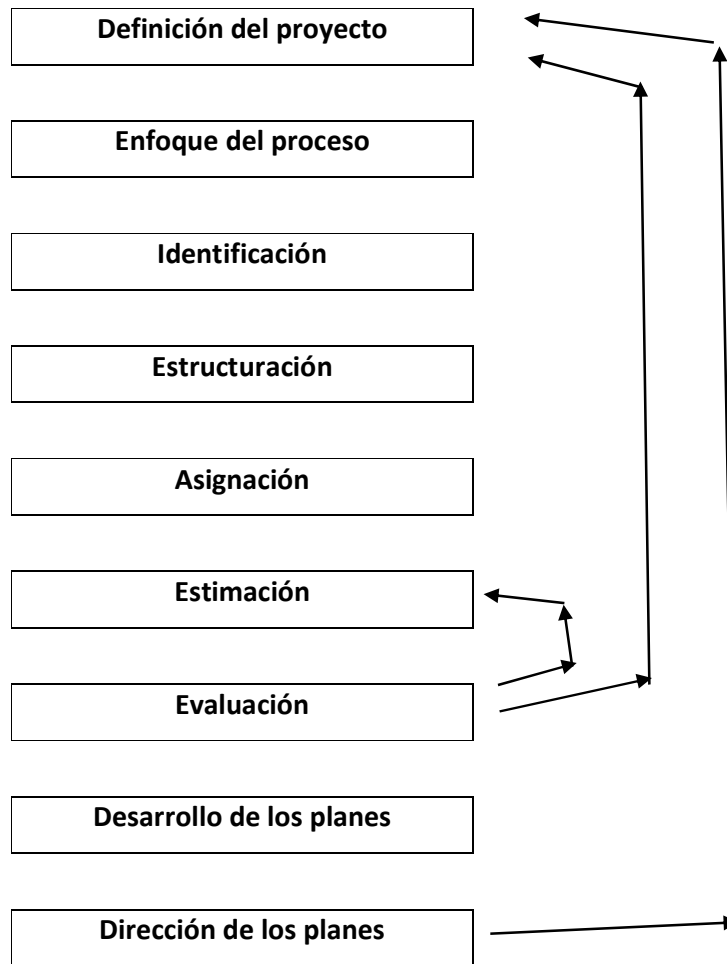 Definición del proyecto
Enfoque del proceso
Identificación
Estructuración
Asignación
Estimación
Evaluación
Desarrollo de los planes
Dirección de los planes